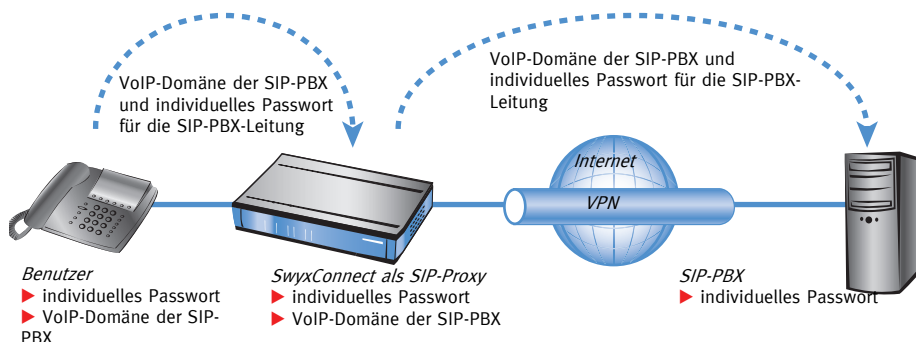 VoIP-Domäne der SIP-PBX
und individuelles Passwort
für die SIP-PBX-Leitung
VoIP-Domäne der SIP-PBX und
individuelles Passwort für die SIP-PBX-
Leitung
Internet
VPN
Benutzer
individuelles Passwort
VoIP-Domäne der SIP-
PBX
SwyxConnect als SIP-Proxy
individuelles Passwort
VoIP-Domäne der SIP-PBX
SIP-PBX
individuelles Passwort